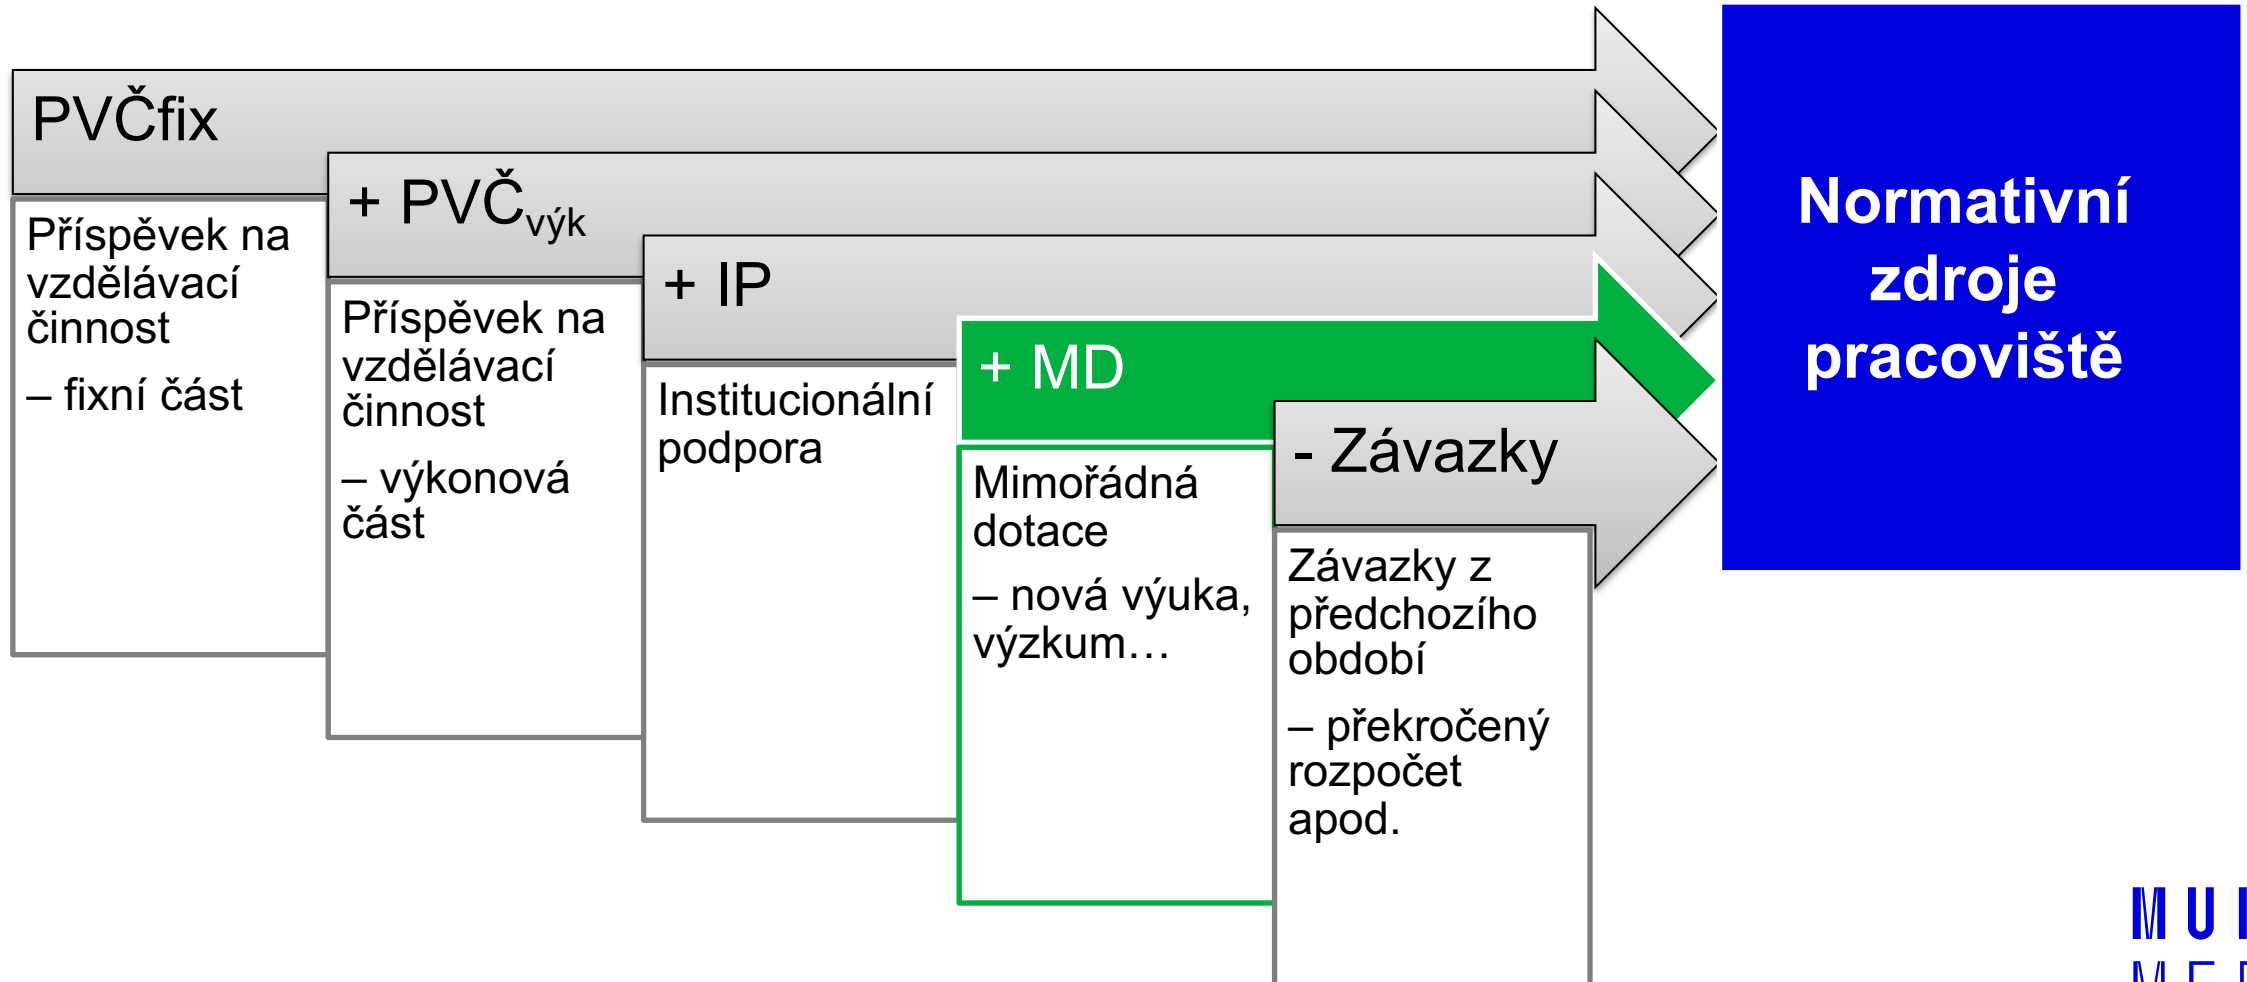 PVČfix
Příspěvek na
vzdělávací
činnost
– fixní část
+ PVČvýk
Příspěvek na
vzdělávací
činnost
– výkonová
část
+ IP
Institucionální
podpora
+ MD
Mimořádná
dotace
– nová výuka,
výzkum…
- Závazky
Závazky z
předchozího
období
– překročený
rozpočet
apod.
Normativní
zdroje
pracoviště
MU